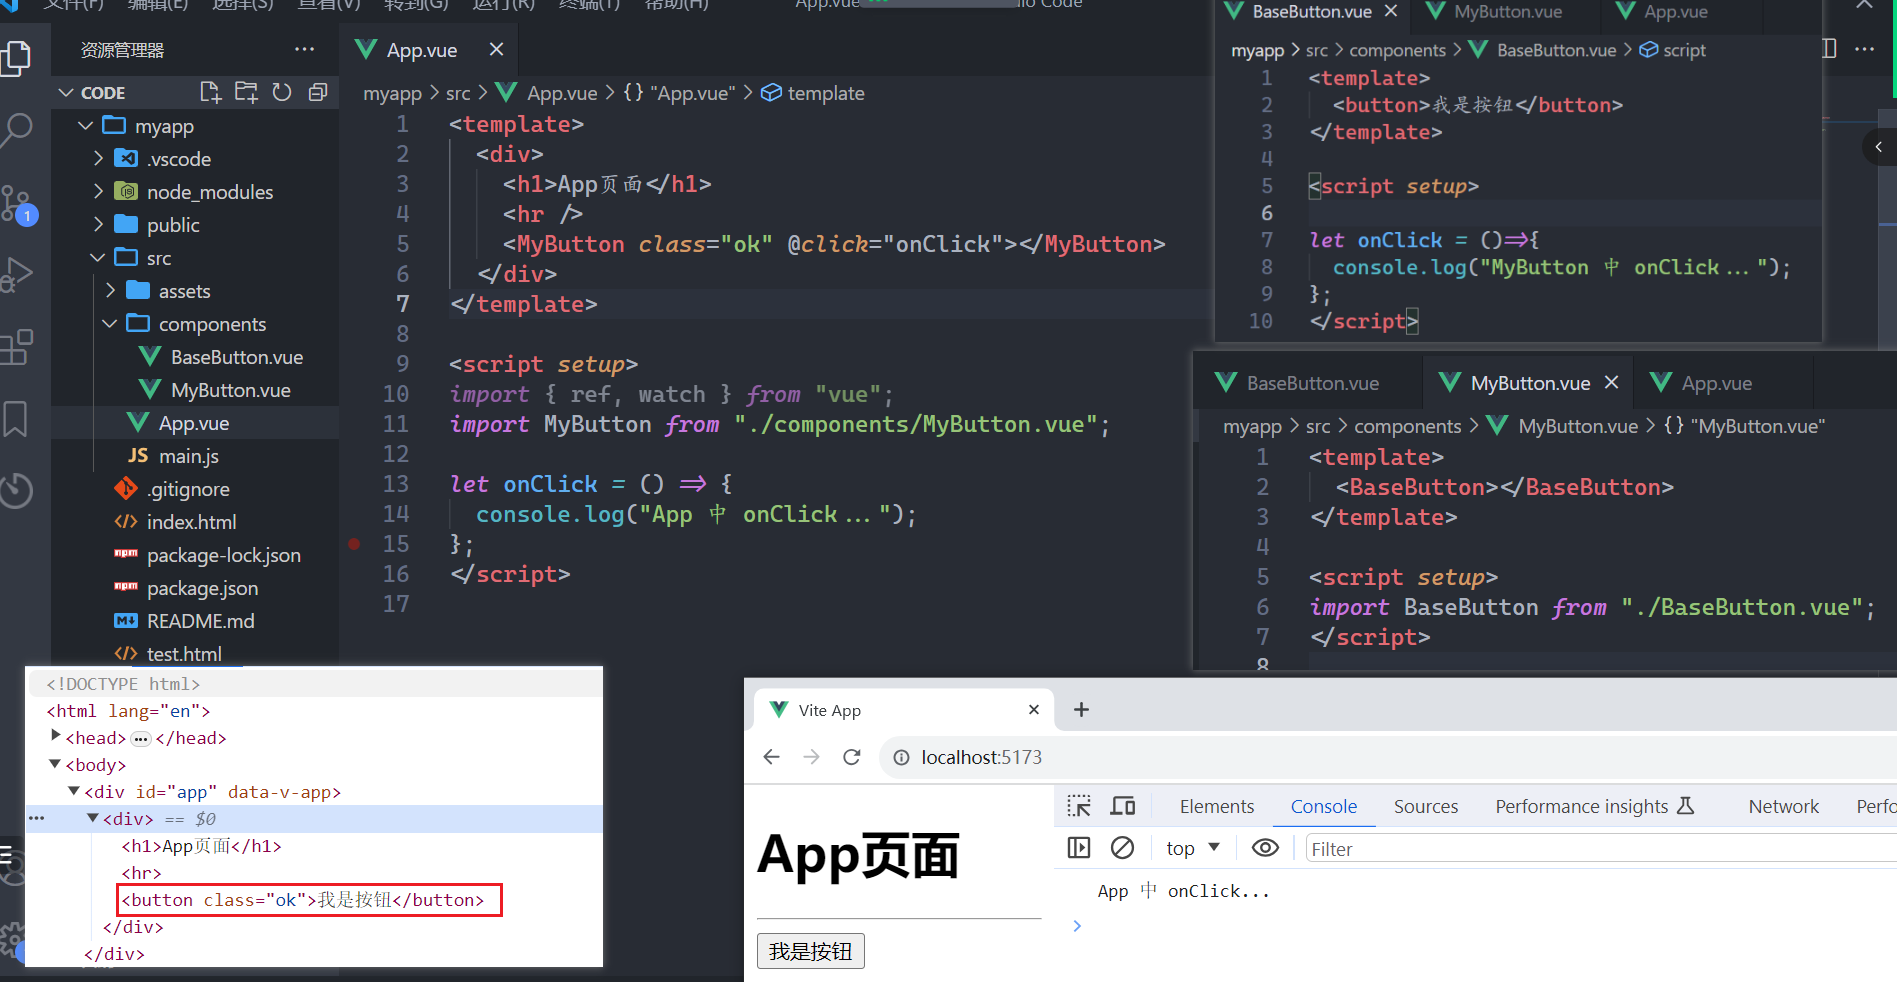 文件(F) 编辑(E) 选择(S) 查看(V) 转到(G) 运行(R) 终端(T) 帮助(H) App.vue Code
资源管理器
CODE
myapp
.vscode
node_modules
public
src
assets
components
BaseButton.vue
MyButton.vue
App.vue
JS main.js
.gitignore
index.html
package-lock.json
package.json
README.md
test.html
1
App.vue
myapp > src > App.vue > {} "App.vue" > template
1 <template>
2 <div>
3 <h1>App页面</h1>
4 <hr />
5 <MyButton class="ok" @click="onClick"></MyButton>
6 </div>
7 </template>
8
9 <script setup>
10 import { ref, watch } from "vue";
11 import MyButton from "./components/MyButton.vue";
12
13 let onClick = () => {
14 console.log("App 中 onClick...");
15 };
16 </script>
17
BaseButton.vue MyButton.vue App.vue
myapp > src > components > BaseButton.vue > script
1 <template>
2 <button>我是按钮</button>
3 </template>
4
5 <script setup>
6
7 let onClick = ()=>{
8 console.log("MyButton 中 onClick...");
9 };
10 </script>
BaseButton.vue MyButton.vue App.vue
myapp > src > components > MyButton.vue > {} "MyButton.vue"
1 <template>
2 <BaseButton></BaseButton>
3 </template>
4
5 <script setup>
6 import BaseButton from "./BaseButton.vue";
7 </script>
8
<!DOCTYPE html>
<html lang="en">
<head>…</head>
<body>
<div id="app" data-v-app>
<div> == $0
<h1>App页面</h1>
<hr>
<button class="ok">我是按钮</button>
</div>
</div>
Vite App
localhost:5173
App页面
我是按钮
Elements Console Sources Performance insights Network
top Filter
App 中 onClick...